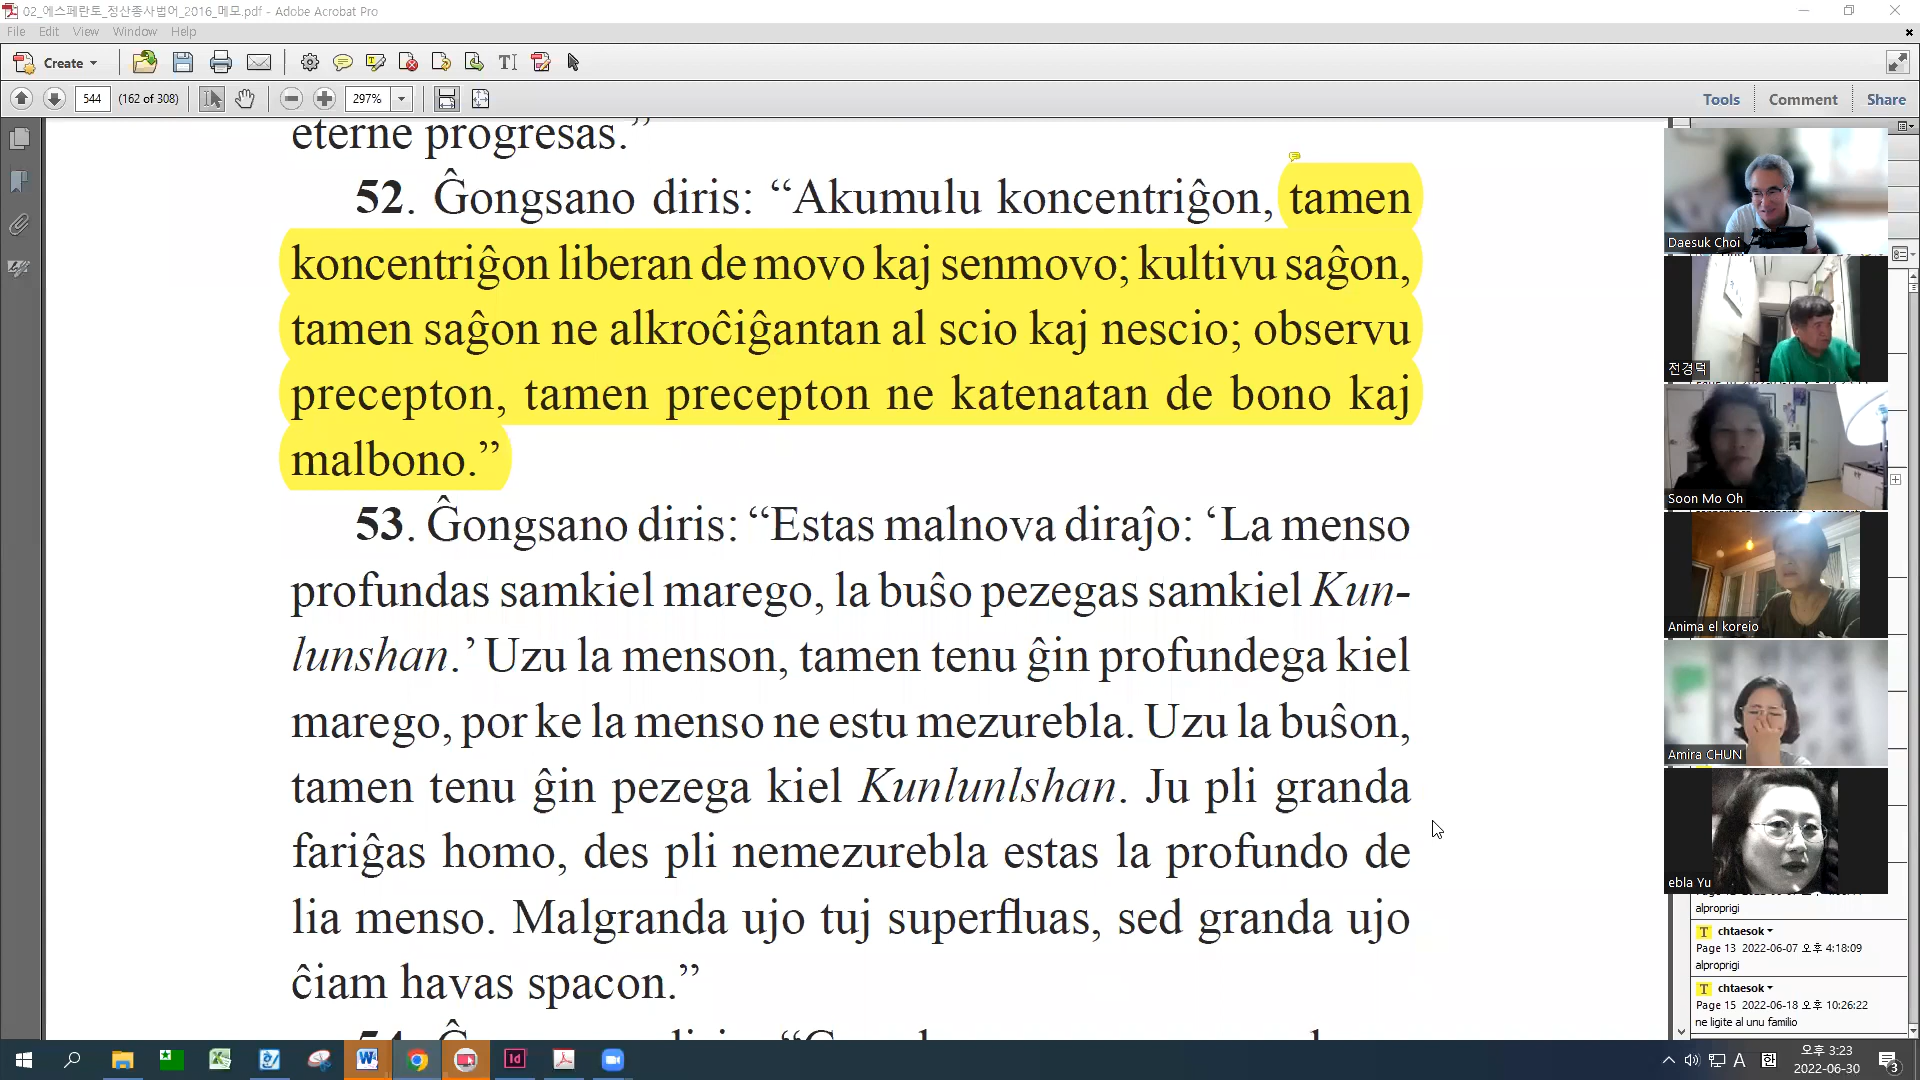 02_에스페란토_정산종사법어_2016_메모.pdf - Adobe Acrobat Pro
File Edit View Window Help
Create
544 (162 of 308) 297% Tools Comment Share
eterne progresas.”
52. Ĝongsano diris: “Akumulu koncentriĝon, tamen
koncentriĝon liberan de movo kaj senmovo; kultivu saĝon,
tamen saĝon ne alkroĉiĝantan al scio kaj nescio; observu
precepton, tamen precepton ne katenatan de bono kaj
malbono.”
53. Ĝongsano diris: “Estas malnova diraĵo: ‘La menso
profundas samkiel marego, la buŝo pezegas samkiel Kun-
lunshan.’ Uzu la menson, tamen tenu ĝin profundega kiel
marego, por ke la menso ne estu mezurebla. Uzu la buŝon,
tamen tenu ĝin pezega kiel Kunlunlshan. Ju pli granda
fariĝas homo, des pli nemezurebla estas la profundo de
lia menso. Malgranda ujo tuj superfluas, sed granda ujo
ĉiam havas spacon.”
Daesuk Choi
전경덕
Soon Mo Oh
Anima el koreio
Amira CHUN
ebla Yu
alproprigi
chtaesok
Page 13 2022-06-07 오후 4:18:09
alproprigi
chtaesok
Page 15 2022-06-18 오후 10:26:22
ne ligite al unu familio
A 한 오후 3:23
2022-06-30
3